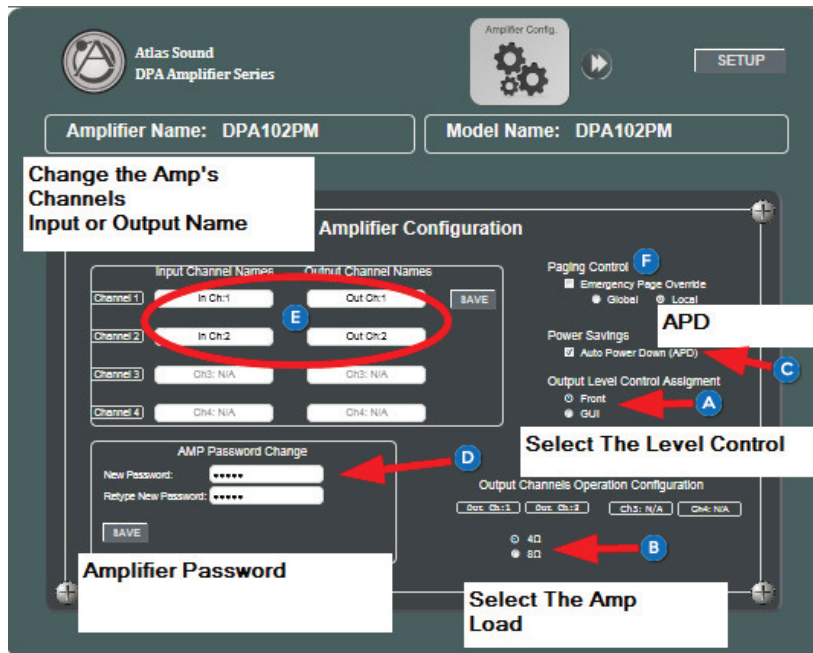 Amplifier Config.
Atlas Sound
DPA Amplifier Series
SETUP
Amplifier Name: DPA102PM
Model Name: DPA102PM
Change the Amp's
Channels
Input or Output Name
Amplifier Configuration
Input Channel Names Output Channel Names
Channel 1 In Ch:1 Out Ch:1 SAVE
E
Channel 2 In Ch:2 Out Ch:2
Channel 3 Ch3: N/A Ch3: N/A
Channel 4 Ch4: N/A Ch4: N/A
Paging Control F
Emergency Page Override
Global Local
APD
Power Savings
Auto Power Down (APD)
C
Output Level Control Assigment
Front
A
GUI
Select The Level Control
AMP Password Change
New Password: •••••
D
Retype New Password: •••••
SAVE
Amplifier Password
Output Channels Operation Configuration
Out Ch:1 Out Ch:2 Ch3: N/A Ch4: N/A
4Ω
8Ω
B
Select The Amp
Load